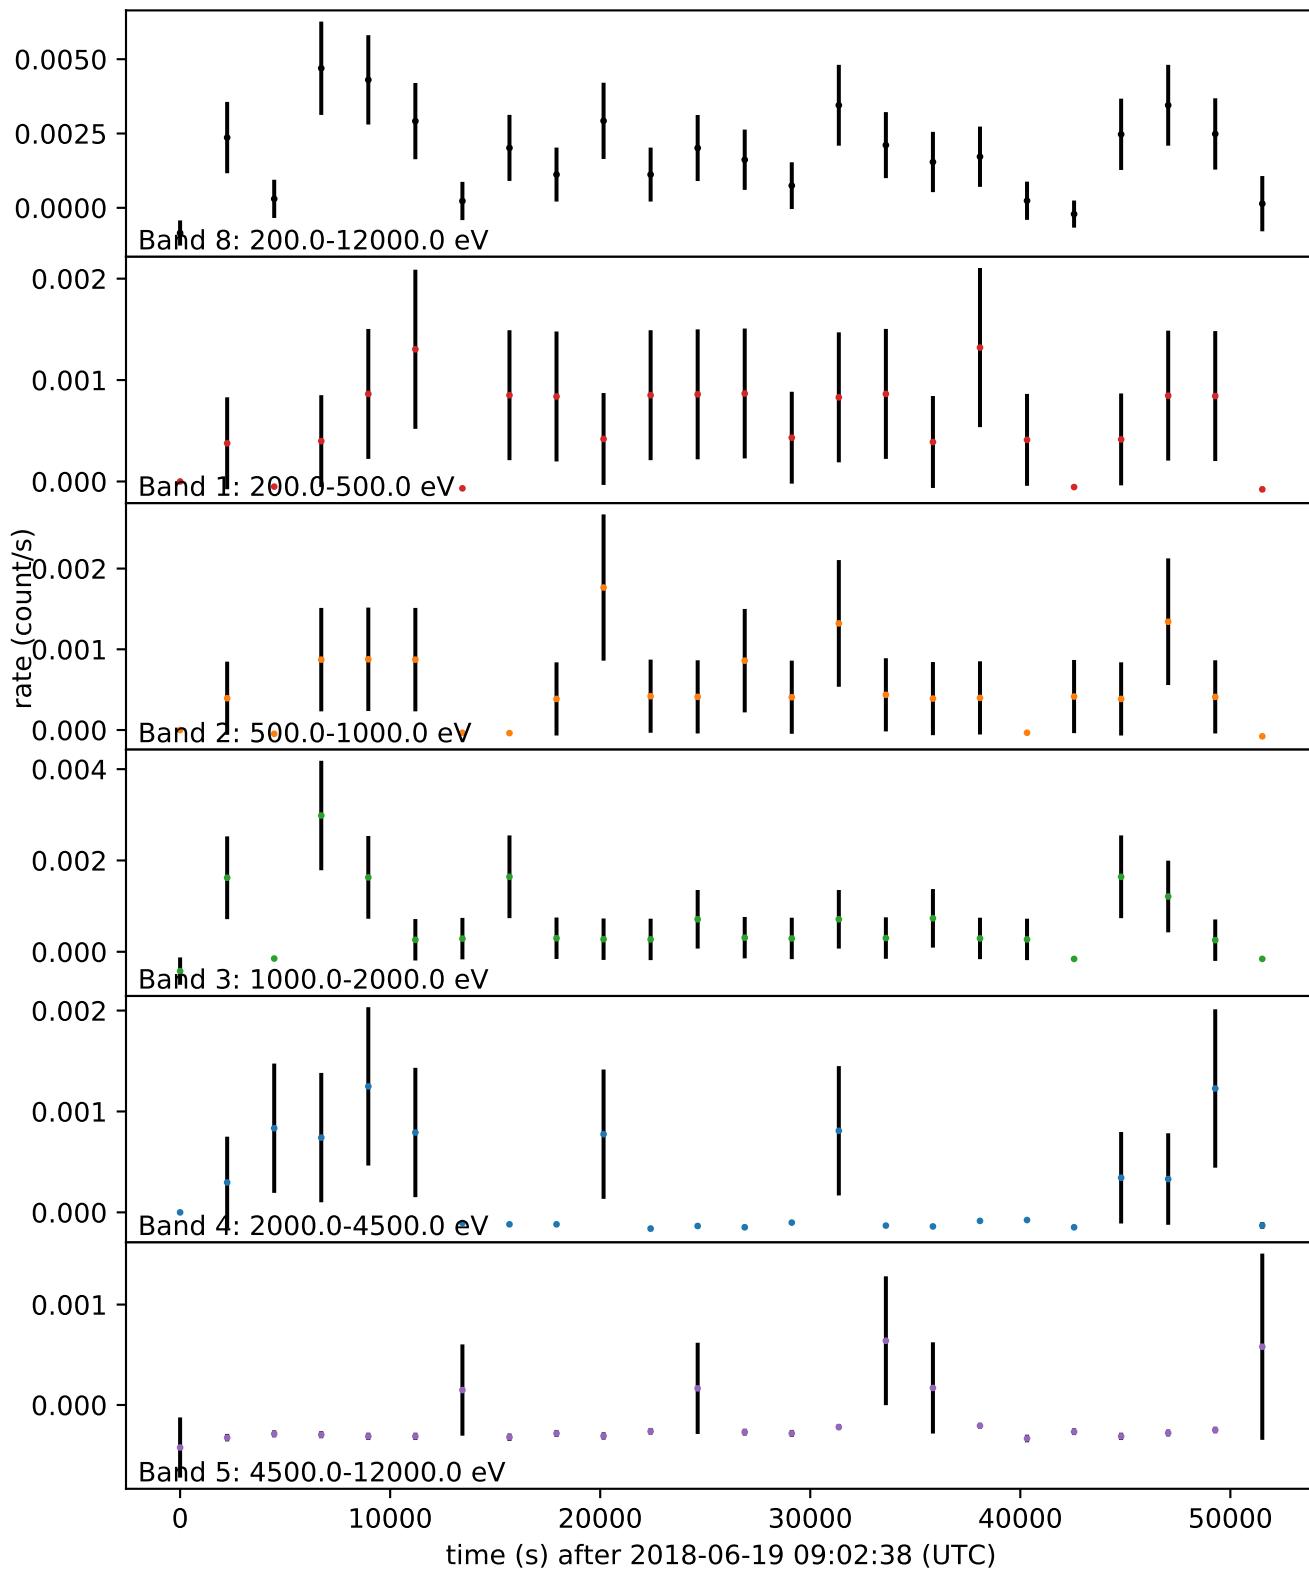 0.0050
0.0025
0.0000
Band 8: 200.0-12000.0 eV
0.002
0.001
0.000
Band 1: 200.0-500.0 eV
rate (count/s)
0.002
0.001
0.000
Band 2: 500.0-1000.0 eV
0.004
0.002
0.000
Band 3: 1000.0-2000.0 eV
0.002
0.001
0.000
Band 4: 2000.0-4500.0 eV
0.001
0.000
Band 5: 4500.0-12000.0 eV
0 10000 20000 30000 40000 50000
time (s) after 2018-06-19 09:02:38 (UTC)